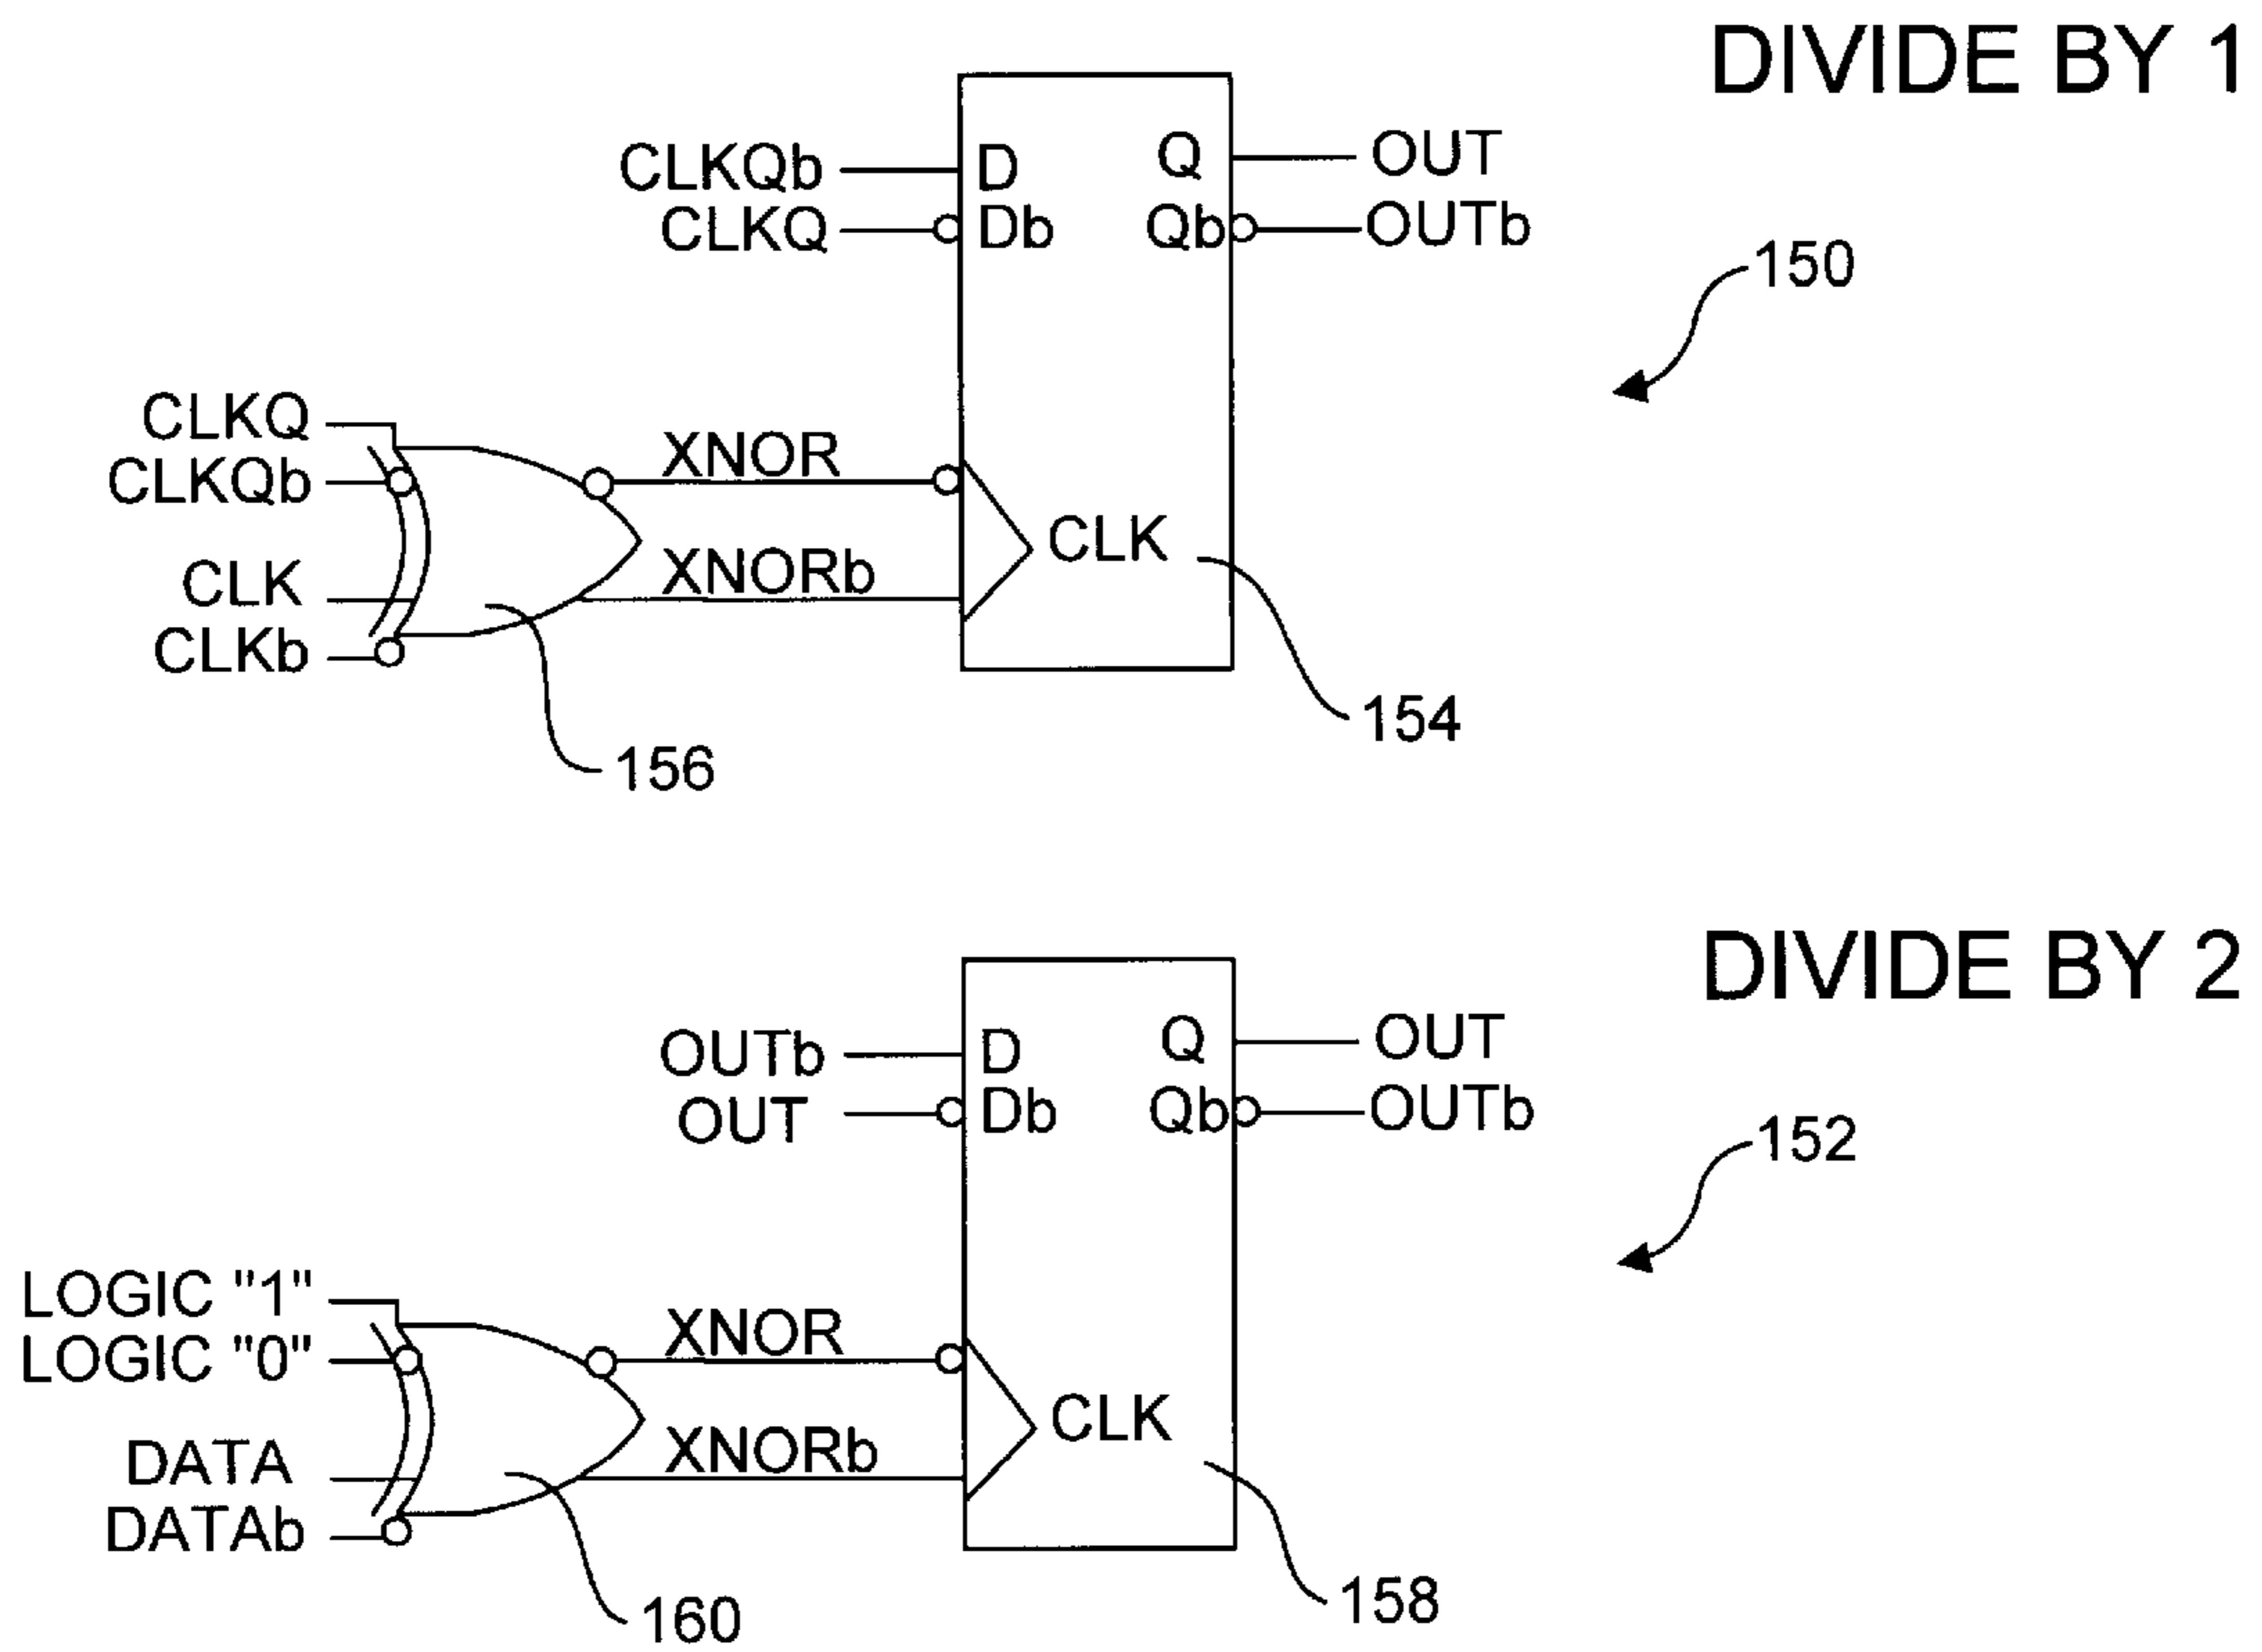 DIVIDE BY 1
CLKQb
D
Q
OUT
CLKQ
Db
Qb
OUTb
150
CLKQ
XNOR
CLKQb
CLK
CLK
XNORb
CLKb
154
156
DIVIDE BY 2
OUTb
D
Q
OUT
OUT
Db
Qb
OUTb
152
LOGIC "1"
XNOR
LOGIC "0"
CLK
DATA
XNORb
DATAb
158
160